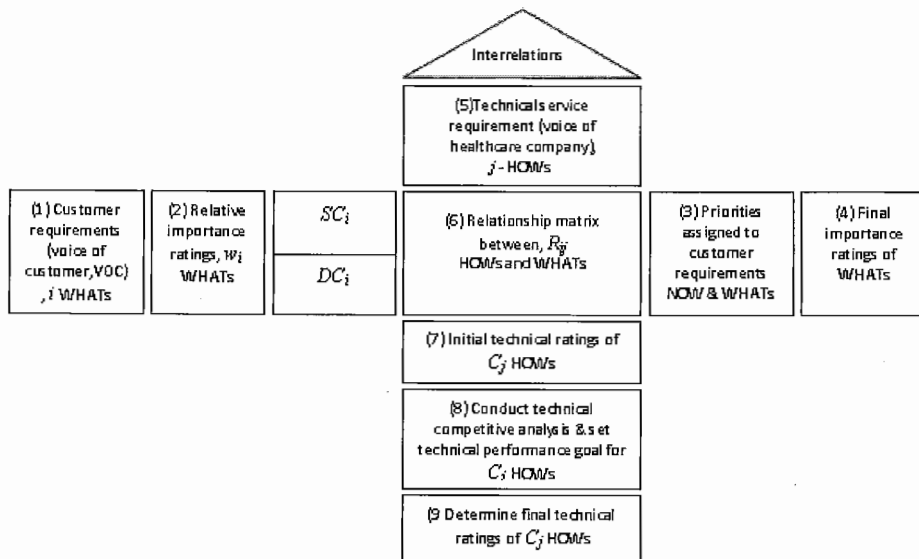 Interrelations
(5)Technical service
requirement (voice of
healthcare company),
j - HOWs
(1) Customer
requirements
(voice of
customer,VOC)
, i WHATs
(2) Relative
importance
ratings, wi
WHATs
SCi
DCi
(6) Relationship matrix
between, Rij
HOWs and WHATs
(3) Priorities
assigned to
customer
requirements
NOW & WHATs
(4) Final
importance
ratings of
WHATs
(7) Initial technical ratings of
Cj HOWs
(8) Conduct technical
competitive analysis & set
technical performance goal for
Ci HOWs
(9 Determine final technical
ratings of Cj HOWs